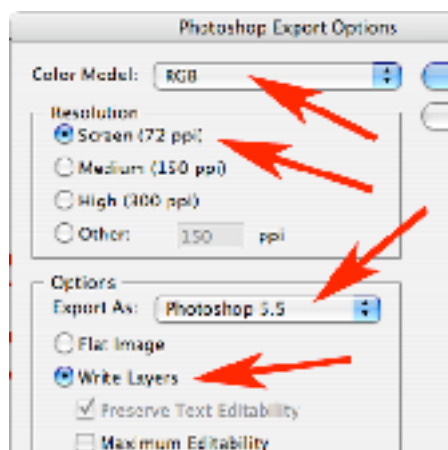 Photoshop Export Options
Color Model: RGB
Resolution
Screen (72 ppi)
Medium (150 ppi)
High (300 ppi)
Other: 150 ppi
Options
Export As: Photoshop 5.5
Flat Image
Write Layers
Preserve Text Editability
Maximum Editability